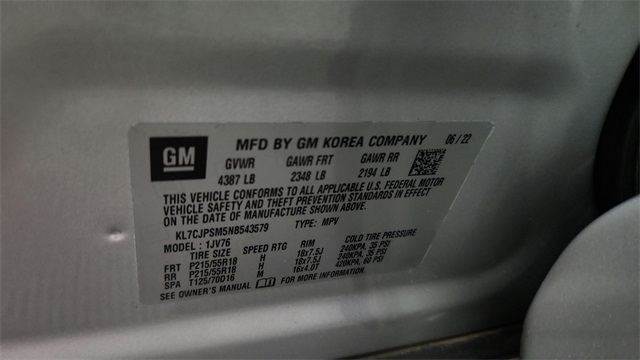 GM
MFD BY GM KOREA COMPANY 06/22
GVWR GAWR FRT GAWR RR
4387 LB 2348 LB 2194 LB
THIS VEHICLE CONFORMS TO ALL APPLICABLE U.S. FEDERAL MOTOR
VEHICLE SAFETY AND THEFT PREVENTION STANDARDS IN EFFECT
ON THE DATE OF MANUFACTURE SHOWN ABOVE.
KL7CJPSM5NB543579 TYPE: MPV
MODEL: 1JV76
TIRE SIZE SPEED RTG RIM COLD TIRE PRESSURE
FRT P215/55R18 H 18x7.5J 240KPA, 35 PSI
RR P215/55R18 H 18x7.5J 240KPA, 35 PSI
SPA T125/70D16 M 16x4.0T 420KPA, 60 PSI
SEE OWNER'S MANUAL FOR MORE INFORMATION.